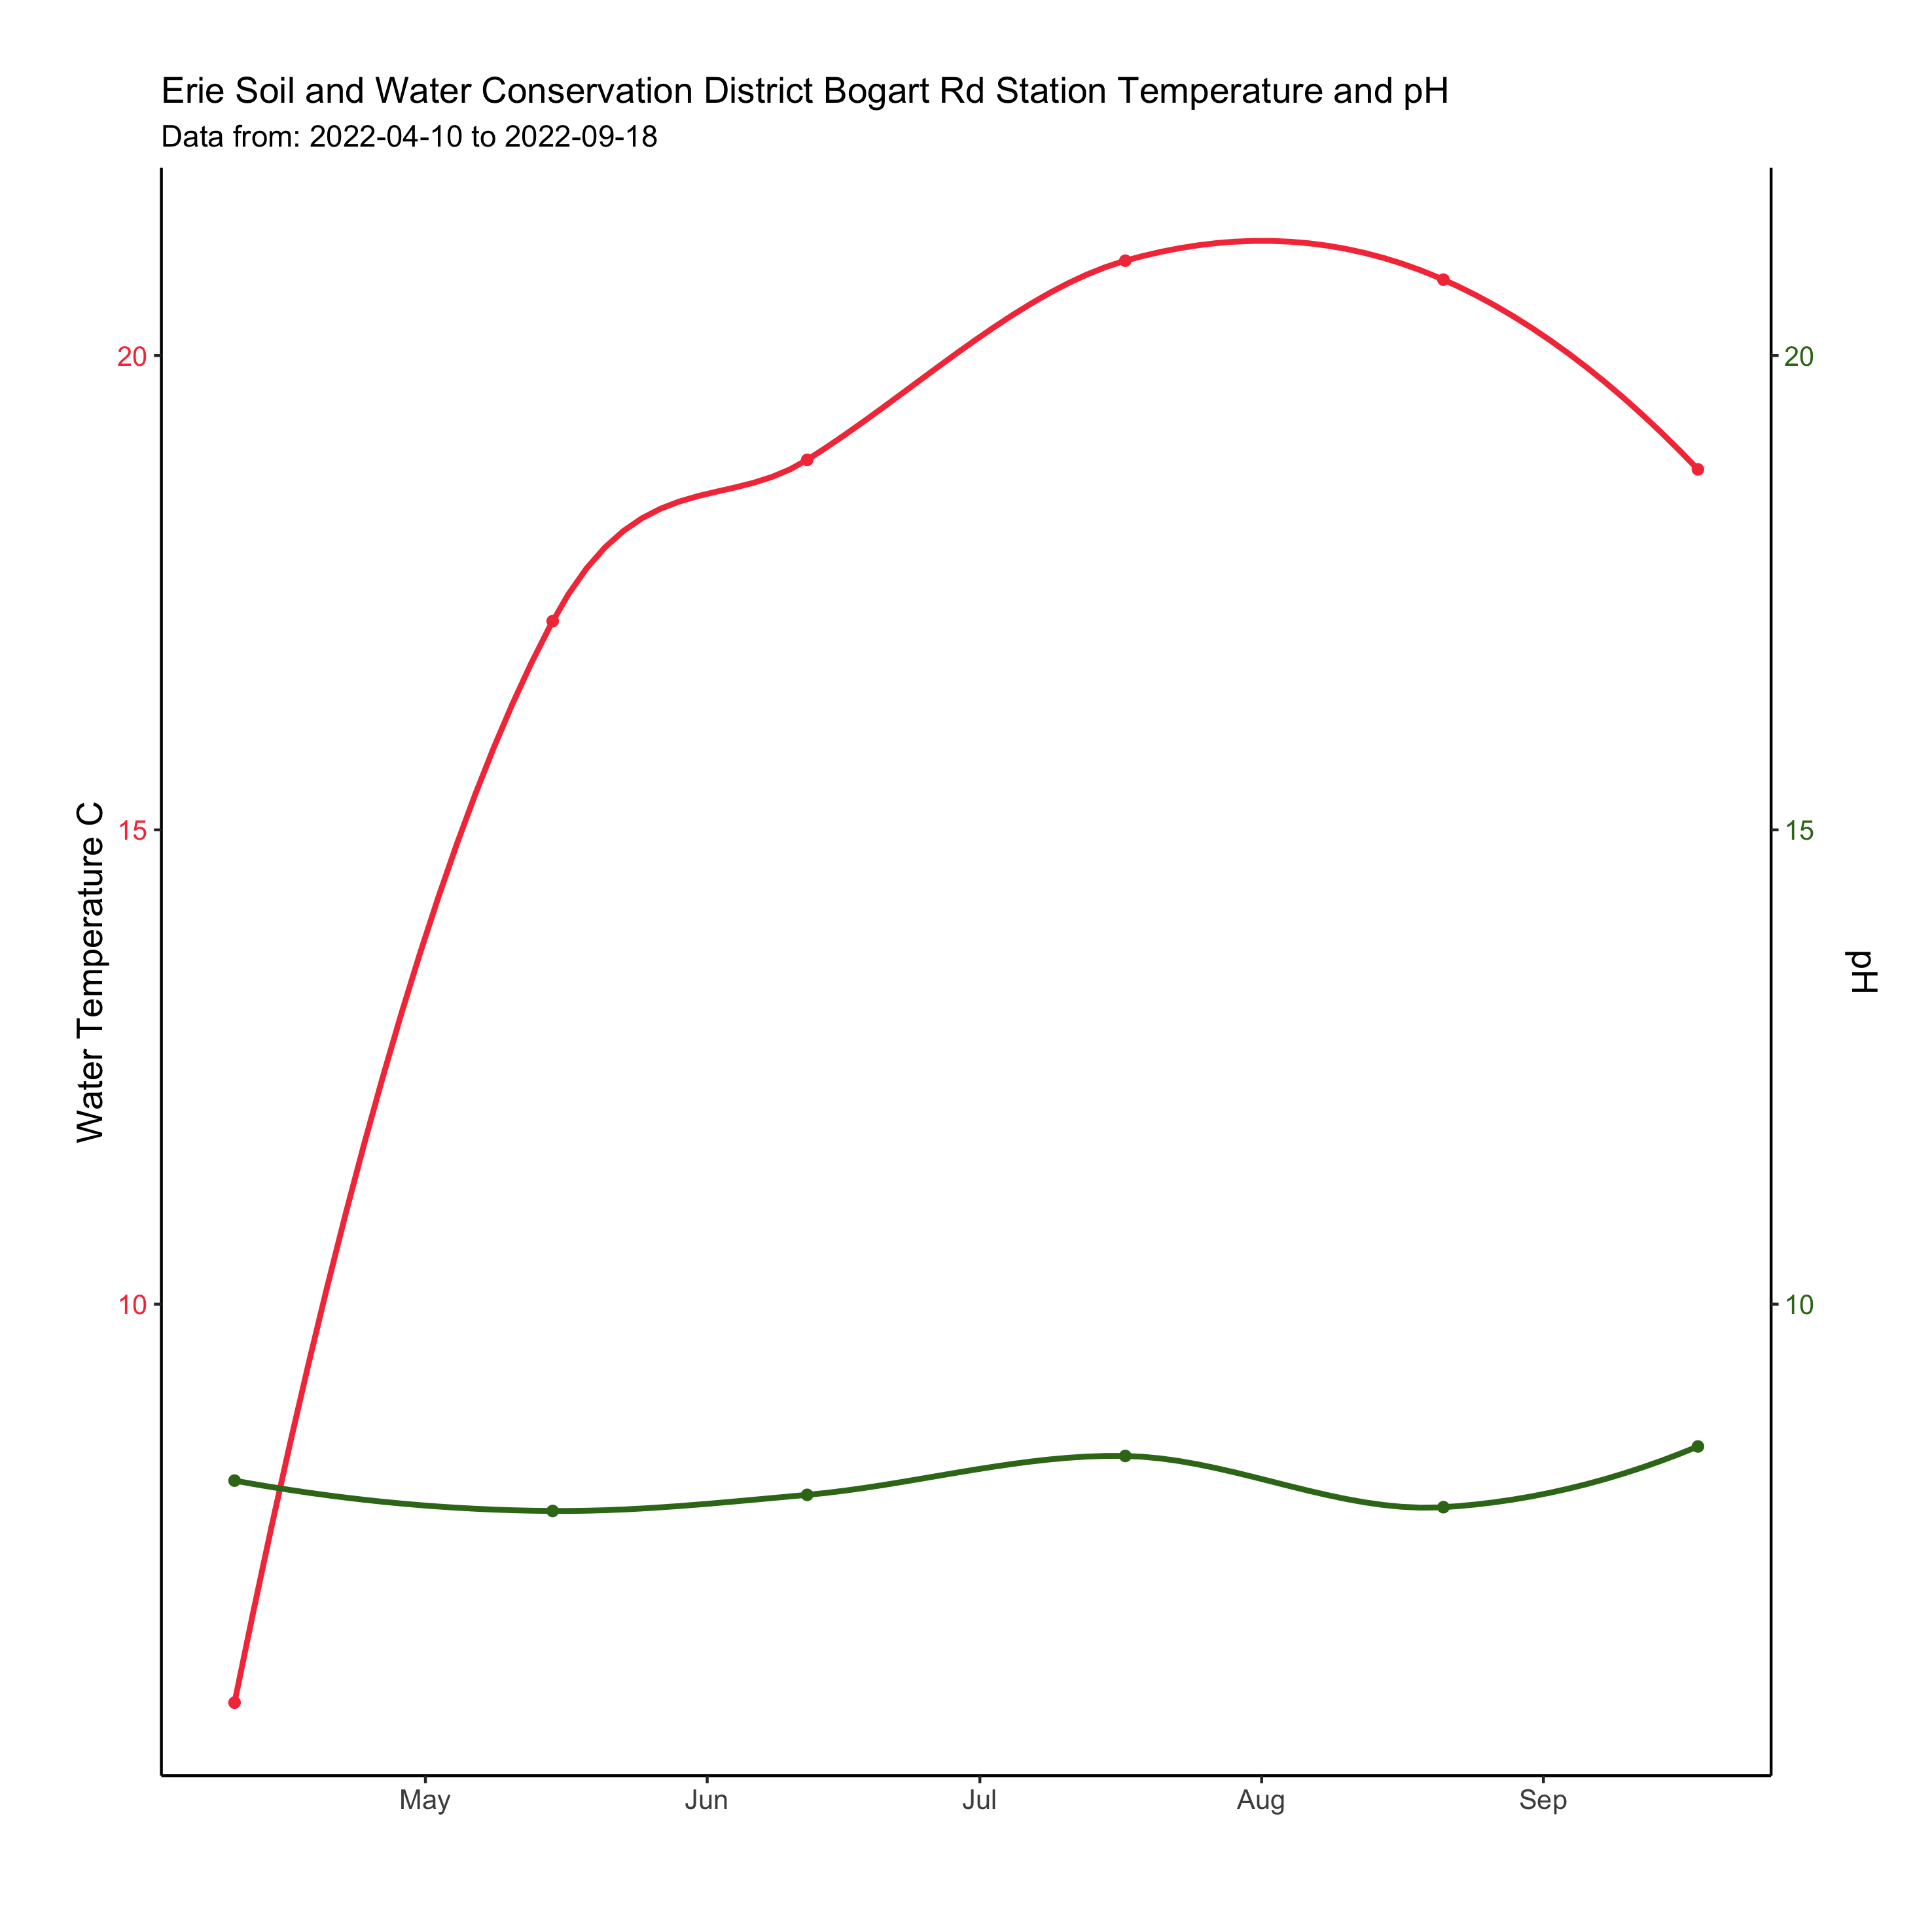 Erie Soil and Water Conservation District Bogart Rd Station Temperature and pH
Data from: 2022-04-10 to 2022-09-18
Water Temperature C
20
15
10
20
15
10
pH
May Jun Jul Aug Sep